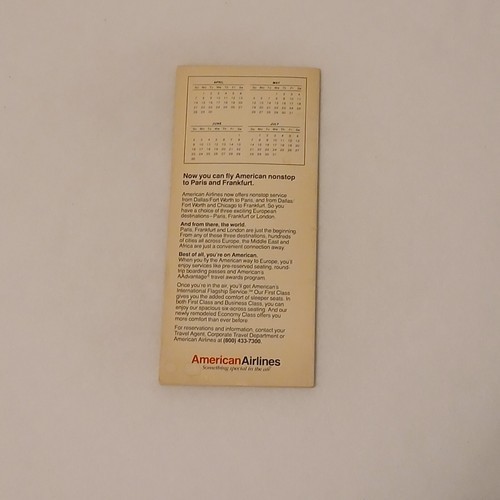 APRIL MAY
JUNE JULY
Now you can fly American nonstop
to Paris and Frankfurt.
American Airlines now offers nonstop service
from Dallas/Fort Worth to Paris, and from Dallas/
Fort Worth and Chicago to Frankfurt. So you
have a choice of three exciting European
destinations - Paris, Frankfurt or London.
And from there, the world.
Paris, Frankfurt and London are just the beginning.
From any of those three destinations, hundreds
of cities all across Europe, the Middle East and
Africa are just a convenient connection away.
Best of all, you're on American.
When you fly the American way to Europe, you'll
enjoy services like pre-reserved seating, round-
trip boarding passes and American's
AAdvantage® travel awards program.
Once you're in the air, you'll get American's
International Flagship Service.™ Our First Class
gives you the added comfort of sleeper seats. In
both First Class and Business Class, you can
enjoy our spacious six-across seating. And our
newly remodeled Economy Class offers you
more comfort than ever before.
For reservations and information, contact your
Travel Agent, Corporate Travel Department or
American Airlines at (800) 433-7300.
AmericanAirlines
Something special in the air.